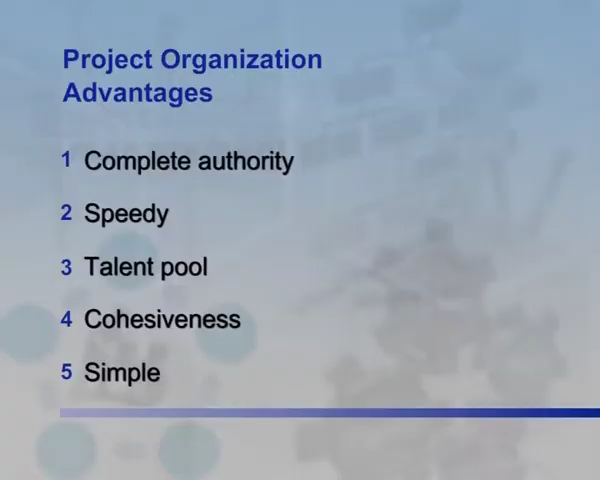 Project Organization
Advantages
1 Complete authority
2 Speedy
3 Talent pool
4 Cohesiveness
5 Simple